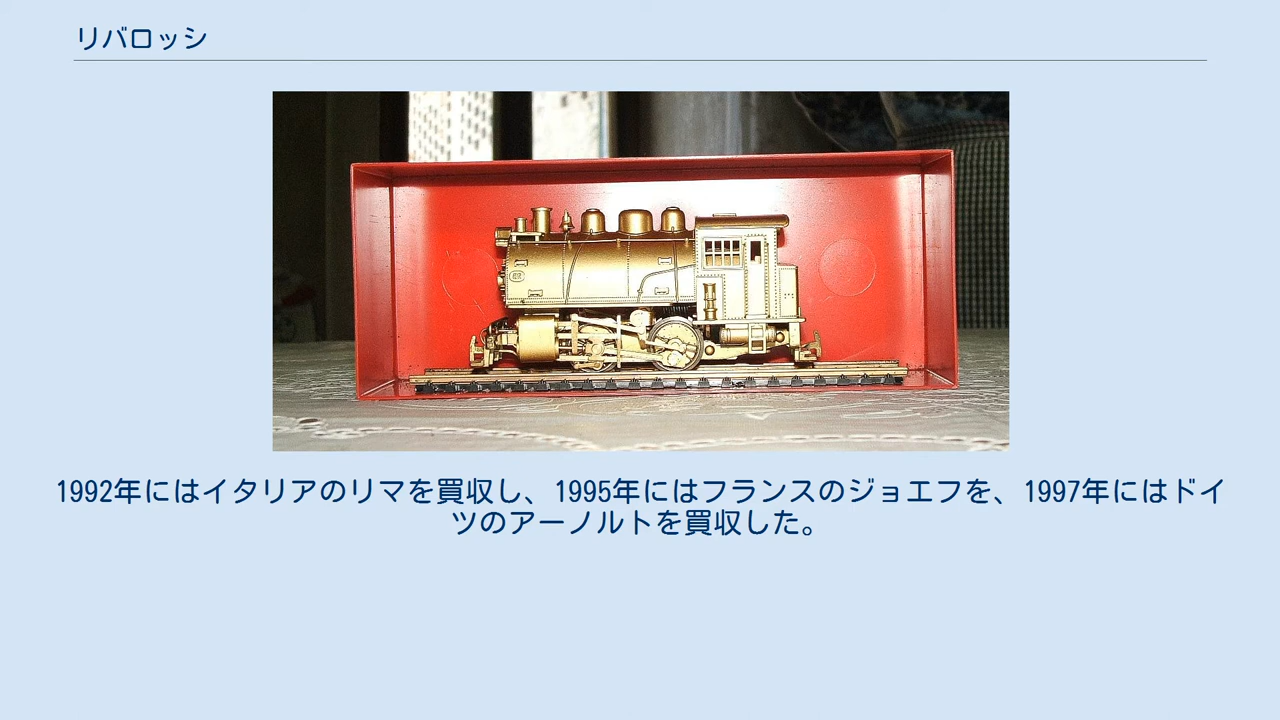 リバロッシ
1992年にはイタリアのリマを買収し、1995年にはフランスのジョエフを、1997年にはドイ
ツのアーノルトを買収した。